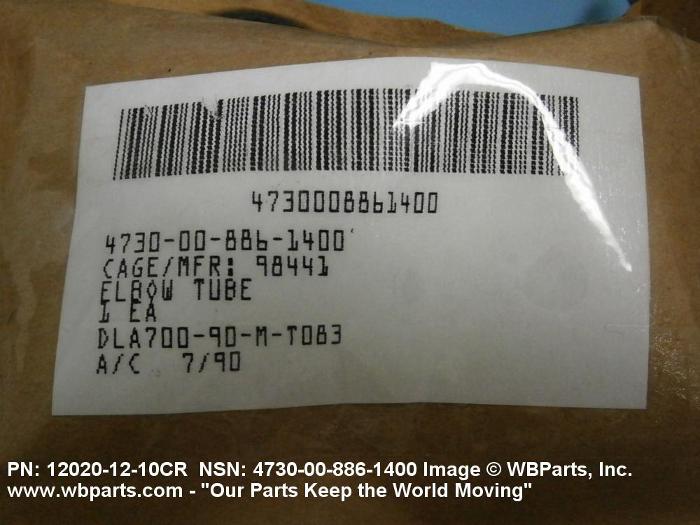 4730008861400
4730-00-886-1400
CAGE/MFR: 98441
ELBOW TUBE
1 EA
DLA700-90-M-T083
A/C 7/90
PN: 12020-12-10CR NSN: 4730-00-886-1400 Image © WBParts, Inc.
www.wbparts.com - "Our Parts Keep the World Moving"